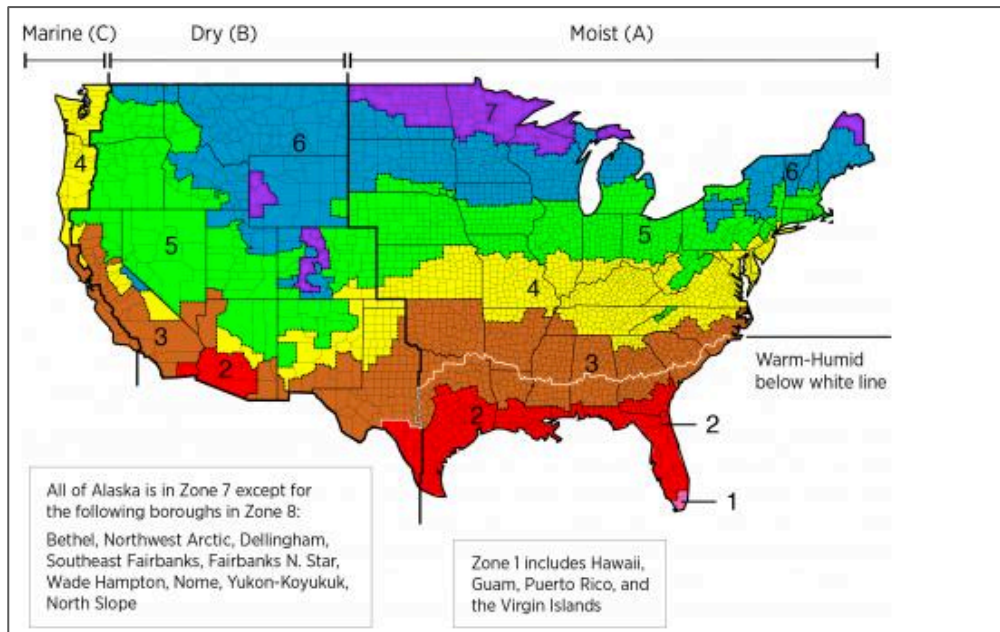 Marine (C)
Dry (B)
Moist (A)
7
6
6
4
5
5
4
3
3
Warm-Humid
below white line
2
2
2
1
All of Alaska is in Zone 7 except for
the following boroughs in Zone 8:
Bethel, Northwest Arctic, Dellingham,
Southeast Fairbanks, Fairbanks N. Star,
Wade Hampton, Nome, Yukon-Koyukuk,
North Slope
Zone 1 includes Hawaii,
Guam, Puerto Rico, and
the Virgin Islands